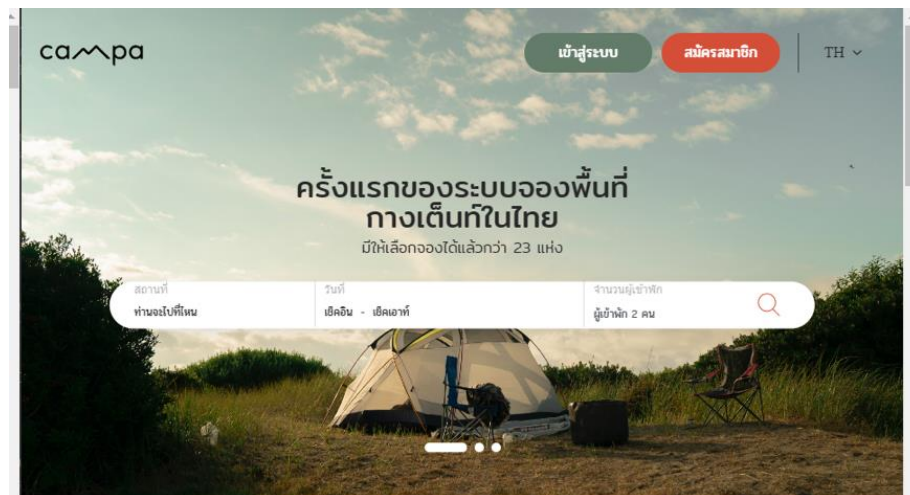 campa
เข้าสู่ระบบ
สมัครสมาชิก
TH
ครั้งแรกของระบบจองพื้นที่
กางเต็นท์ในไทย
มีให้เลือกจองได้แล้วกว่า 23 แห่ง
สถานที่
วันที่
จำนวนผู้เข้าพัก
ท่านจะไปที่ไหน
เช็คอิน - เช็คเอาท์
ผู้เข้าพัก 2 คน